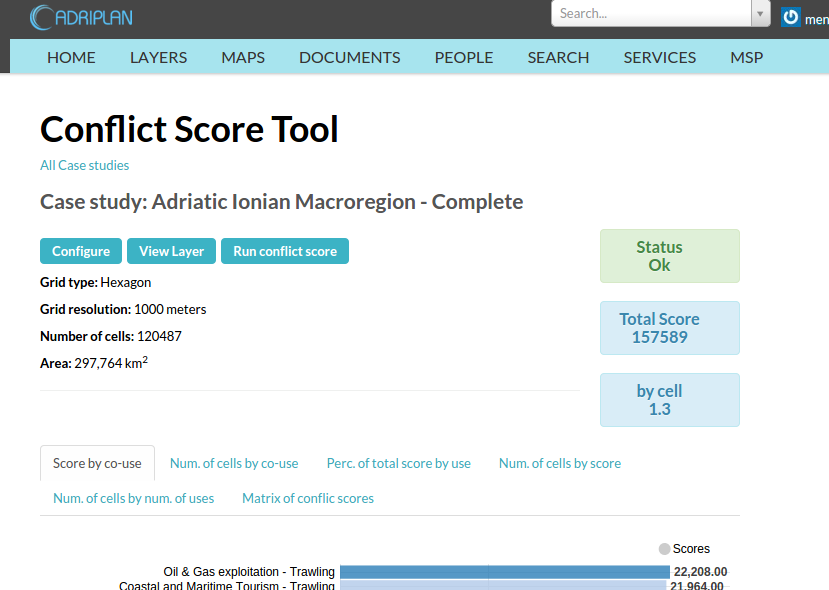 ADRIPLAN
Search...
men
HOME LAYERS MAPS DOCUMENTS PEOPLE SEARCH SERVICES MSP
Conflict Score Tool
All Case studies
Case study: Adriatic Ionian Macroregion - Complete
Configure View Layer Run conflict score
Grid type: Hexagon
Grid resolution: 1000 meters
Number of cells: 120487
Area: 297,764 km2
Status
Ok
Total Score
157589
by cell
1.3
Score by co-use Num. of cells by co-use Perc. of total score by use Num. of cells by score
Num. of cells by num. of uses Matrix of conflic scores
Scores
Oil & Gas exploitation - Trawling 22,208.00
Coastal and Maritime Tourism - Trawling 21,964.00